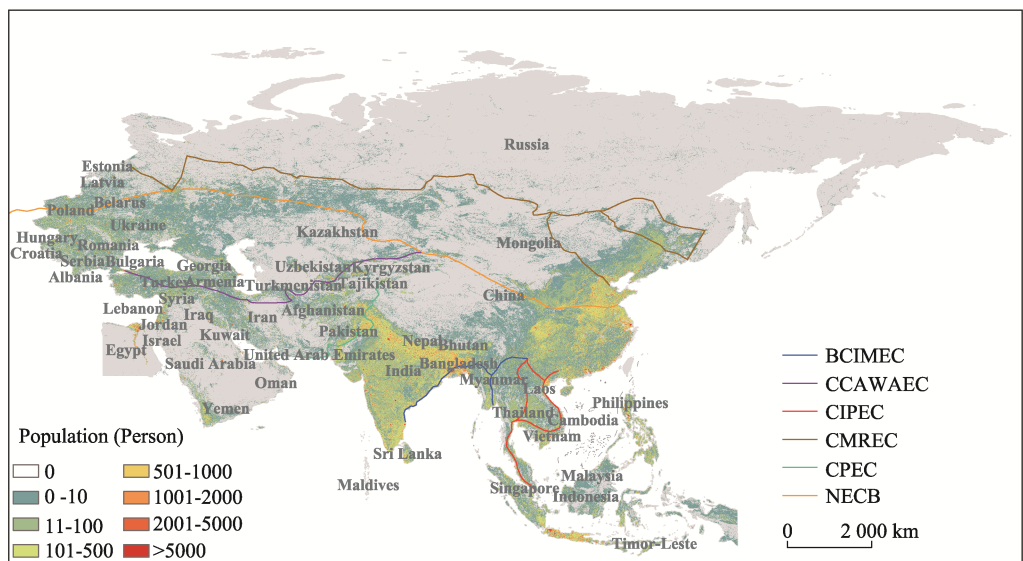 Russia
Estonia
Latvia
Belarus
Poland
Ukraine
Hungary
Kazakhstan
Mongolia
Romania
Croatia
Serbia
Bulgaria
Georgia
Uzbekistan
Kyrgyzstan
Albania
Turkey
Armenia
Turkmenistan
Tajikistan
China
Syria
Lebanon
Iraq
Iran
Afghanistan
Jordan
Kuwait
Pakistan
Israel
Nepal
Bhutan
Egypt
United Arab Emirates
Saudi Arabia
India
Bangladesh
Oman
Myanmar
Laos
Yemen
Thailand
Philippines
Cambodia
Vietnam
Sri Lanka
Maldives
Malaysia
Singapore
Indonesia
Timor-Leste
Population (Person)
0
0 -10
11-100
101-500
501-1000
1001-2000
2001-5000
>5000
BCIMEC
CCAWAEC
CIPEC
CMREC
CPEC
NECB
0 2 000 km